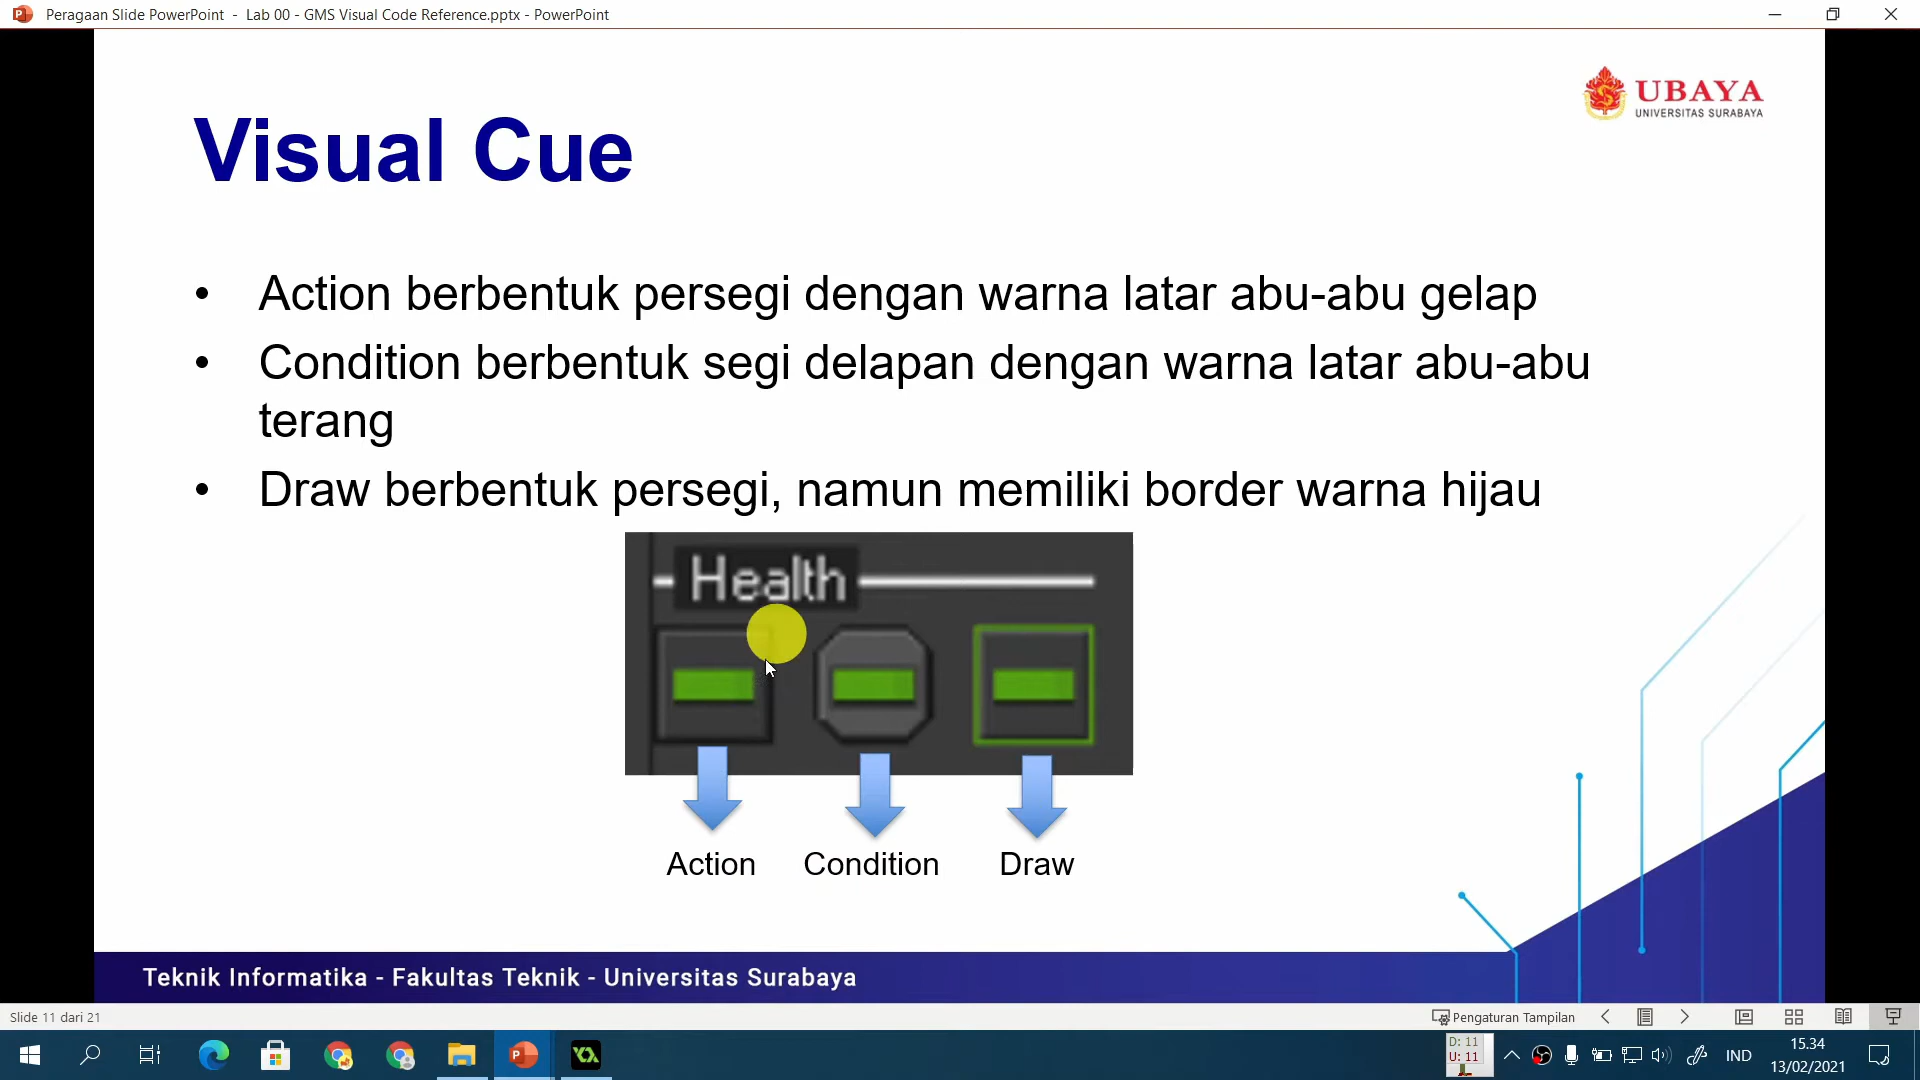 Peragaan Slide PowerPoint - Lab 00 - GMS Visual Code Reference.pptx - PowerPoint
UBAYA
UNIVERSITAS SURABAYA
Visual Cue
• Action berbentuk persegi dengan warna latar abu-abu gelap
• Condition berbentuk segi delapan dengan warna latar abu-abu
terang
• Draw berbentuk persegi, namun memiliki border warna hijau
Health
Action Condition Draw
Teknik Informatika - Fakultas Teknik - Universitas Surabaya
Slide 11 dari 21
Pengaturan Tampilan
D: 11
U: 11
IND
15.34
13/02/2021